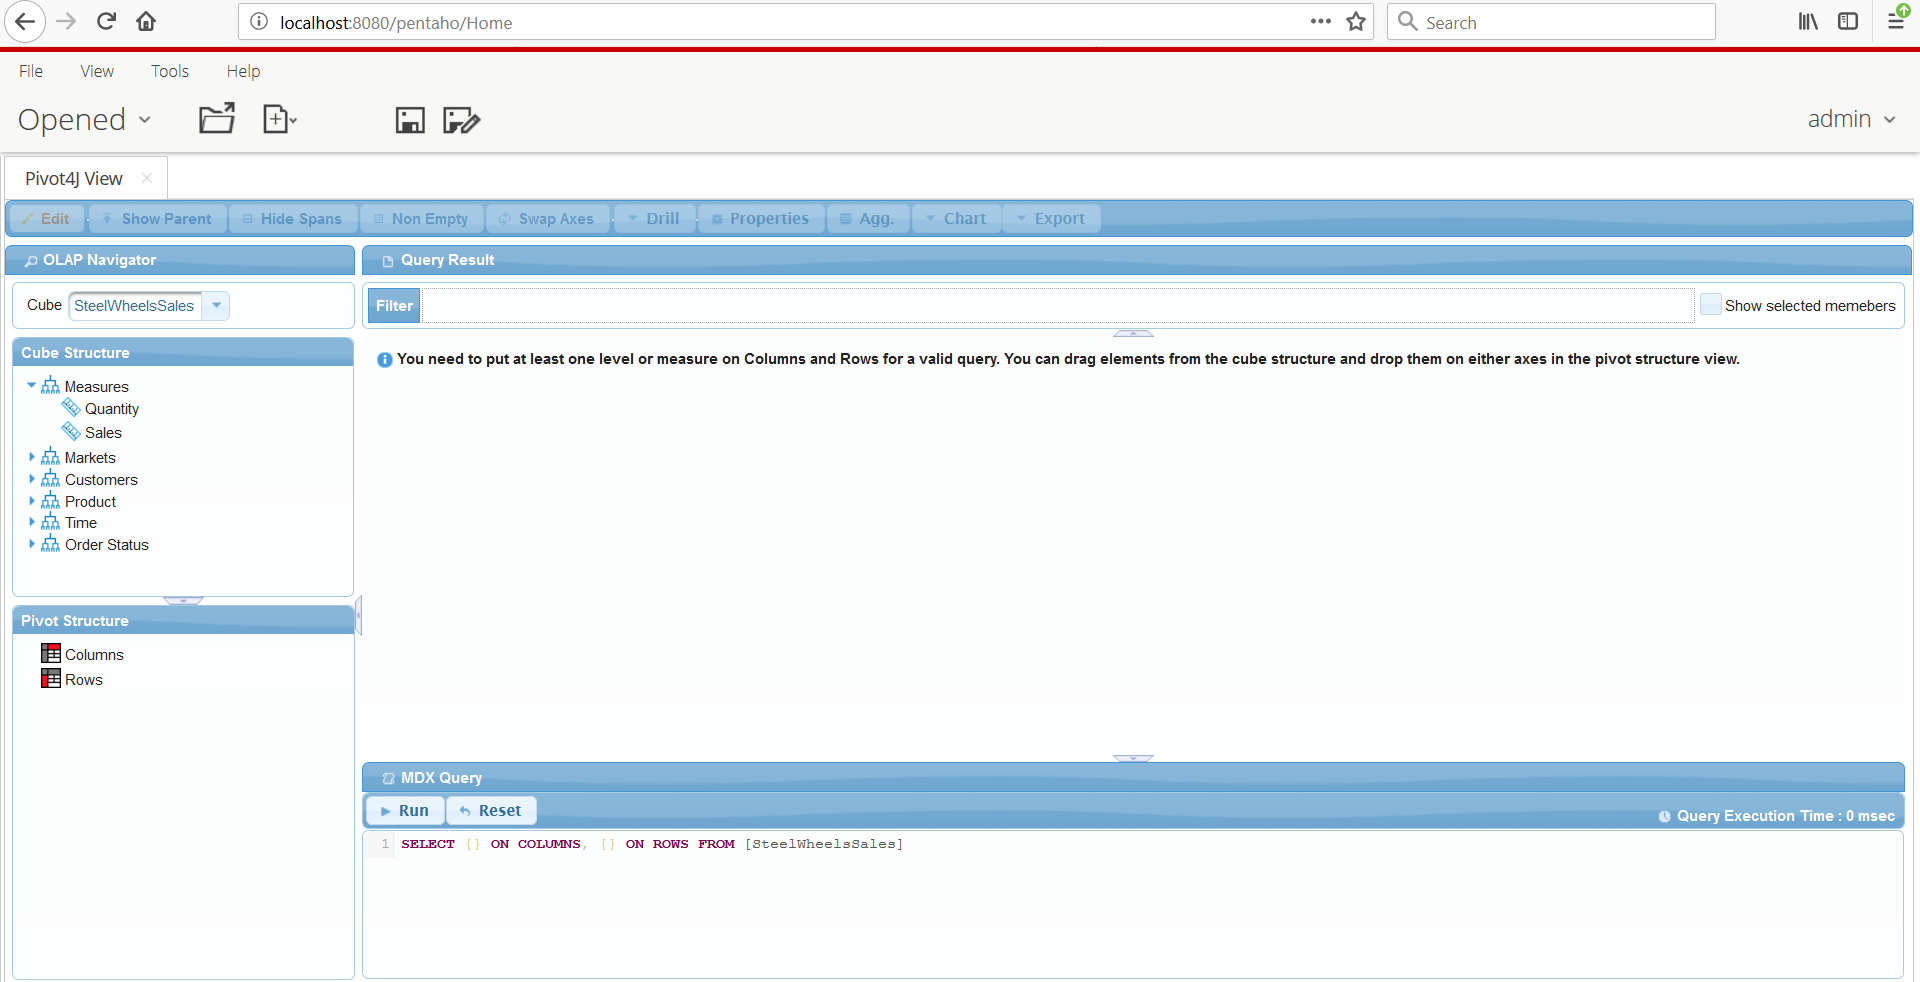 localhost:8080/pentaho/Home
Search
File View Tools Help
Opened
admin
Pivot4J View
Edit Show Parent Hide Spans Non Empty Swap Axes Drill Properties Agg. Chart Export
OLAP Navigator
Cube SteelWheelsSales
Cube Structure
Measures
Quantity
Sales
Markets
Customers
Product
Time
Order Status
Pivot Structure
Columns
Rows
Query Result
Filter
Show selected memebers
You need to put at least one level or measure on Columns and Rows for a valid query. You can drag elements from the cube structure and drop them on either axes in the pivot structure view.
MDX Query
Run Reset
Query Execution Time : 0 msec
1 SELECT {} ON COLUMNS, {} ON ROWS FROM [SteelWheelsSales]